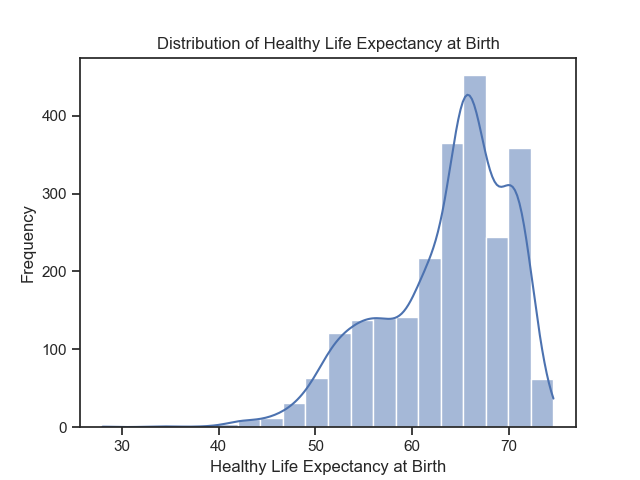 Distribution of Healthy Life Expectancy at Birth
400
300
200
100
0
Frequency
30 40 50 60 70
Healthy Life Expectancy at Birth